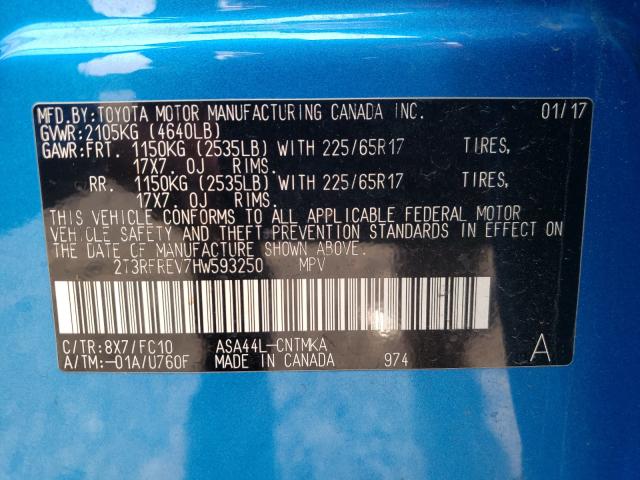 MFD.BY:TOYOTA MOTOR MANUFACTURING CANADA INC. 01/17
GVWR:2105KG (4640LB)
GAWR:FRT. 1150KG (2535LB) WITH 225/65R17 TIRES,
17X7. 0J RIMS.
RR. 1150KG (2535LB) WITH 225/65R17 TIRES,
17X7. 0J RIMS.
THIS VEHICLE CONFORMS TO ALL APPLICABLE FEDERAL MOTOR
VEHICLE SAFETY AND THEFT PREVENTION STANDARDS IN EFFECT ON
THE DATE OF MANUFACTURE SHOWN ABOVE.
2T3RFREV7HW593250 MPV
C/TR:8X7/FC10 ASA44L-CNTMKA
A/TM:-01A/U760F MADE IN CANADA 974 A